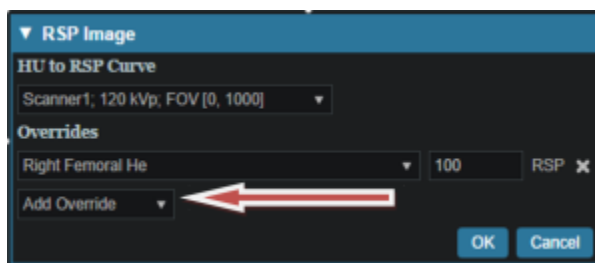 ▼ RSP Image
HU to RSP Curve
Scanner1; 120 kVp; FOV [0, 1000]
Overrides
Right Femoral He 100 RSP
Add Override
OK Cancel